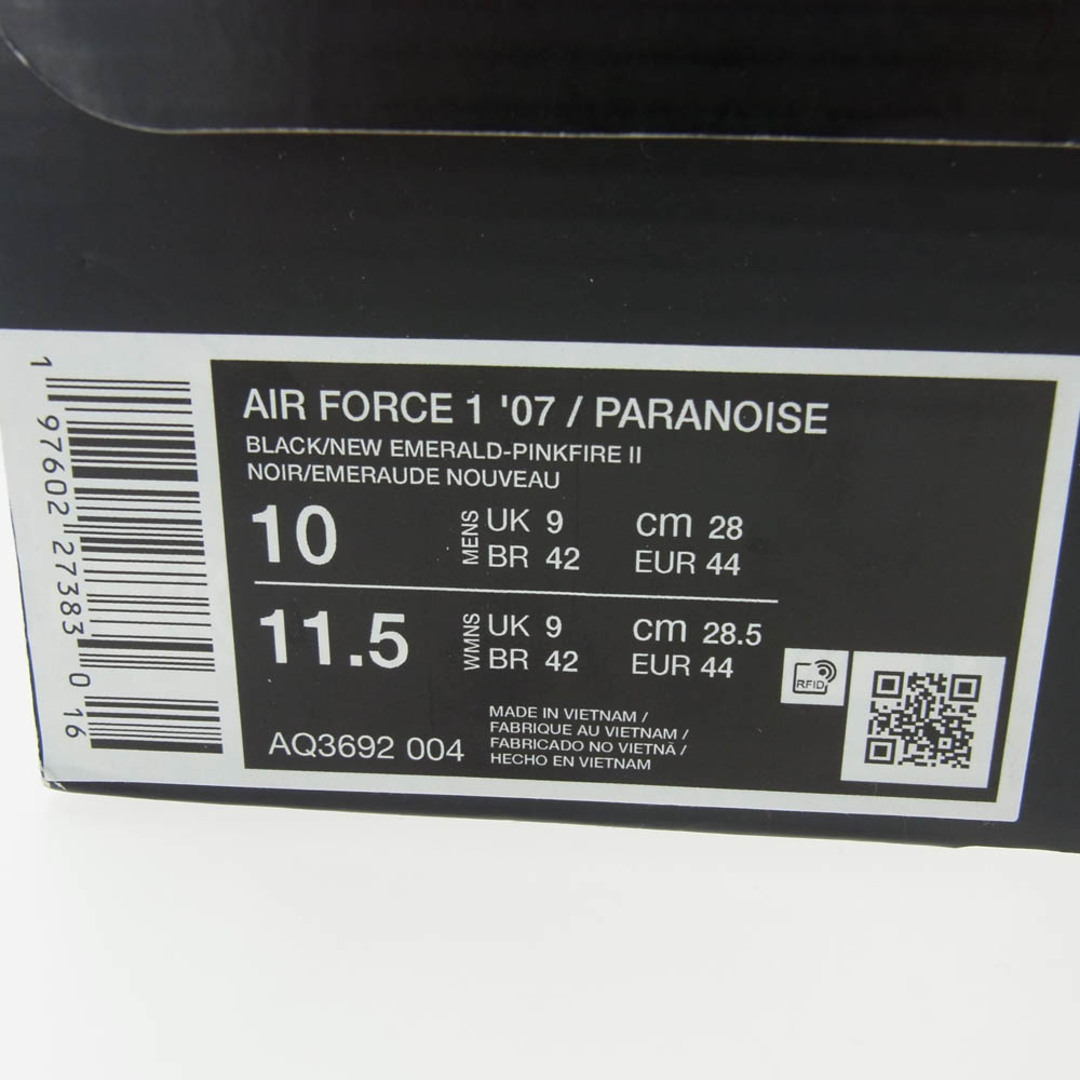 AIR FORCE 1 '07 / PARANOISE
BLACK/NEW EMERALD-PINKFIRE II
NOIR/EMERAUDE NOUVEAU
10 MENS UK 9 cm 28
BR 42 EUR 44
11.5 WMNS UK 9 cm 28.5
BR 42 EUR 44
RFID
AQ3692 004
MADE IN VIETNAM /
FABRIQUE AU VIETNAM /
FABRICADO NO VIETNÃ /
HECHO EN VIETNAM
1 97602 27383 0 16